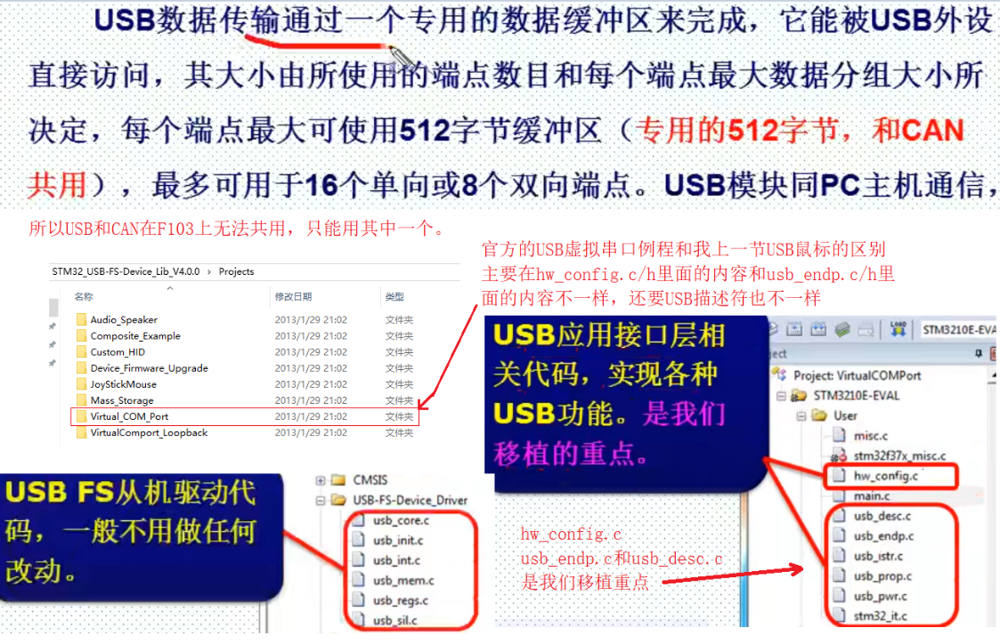 USB数据传输通过一个专用的数据缓冲区来完成，它能被USB外设
直接访问，其大小由所使用的端点数目和每个端点最大数据分组大小所
决定，每个端点最大可使用512字节缓冲区（专用的512字节，和CAN
共用），最多可用于16个单向或8个双向端点。USB模块同PC主机通信，
所以USB和CAN在F103上无法共用，只能用其中一个。
官方的USB虚拟串口例程和我上一节USB鼠标的区别
主要在hw_config.c/h里面的内容和usb_endp.c/h里
面的内容不一样，还要USB描述符也不一样
STM32_USB-FS-Device_Lib_V4.0.0 › Projects
名称 修改日期 类型
Audio_Speaker 2013/1/29 21:02 文件夹
Composite_Example 2013/1/29 21:02 文件夹
Custom_HID 2013/1/29 21:02 文件夹
Device_Firmware_Upgrade 2013/1/29 21:02 文件夹
JoyStickMouse 2013/1/29 21:02 文件夹
Mass_Storage 2013/1/29 21:02 文件夹
Virtual_COM_Port 2013/1/29 21:02 文件夹
VirtualComport_Loopback 2013/1/29 21:02 文件夹
USB应用接口层相
关代码，实现各种
USB功能。是我们
移植的重点。
LOAD
STM3210E-EVA
ject
Project: VirtualCOMPort
STM3210E-EVAL
User
misc.c
stm32f37x_misc.c
hw_config.c
main.c
usb_desc.c
usb_endp.c
usb_istr.c
usb_prop.c
usb_pwr.c
stm32_it.c
USB FS从机驱动代
码，一般不用做任何
改动。
CMSIS
USB-FS-Device_Driver
usb_core.c
usb_init.c
usb_int.c
usb_mem.c
usb_regs.c
usb_sil.c
hw_config.c
usb_endp.c和usb_desc.c
是我们移植重点